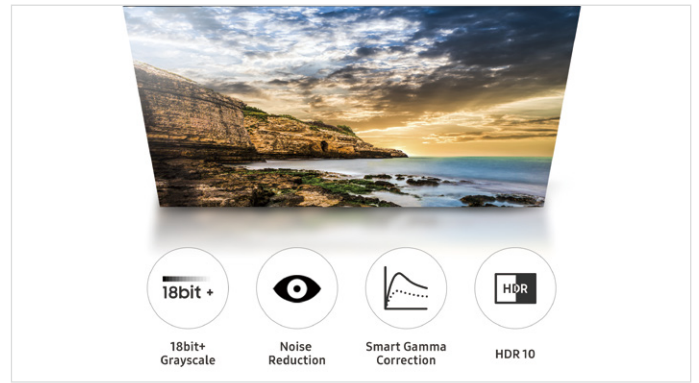 18bit +
HDR
18bit+
Grayscale
Noise
Reduction
Smart Gamma
Correction
HDR 10